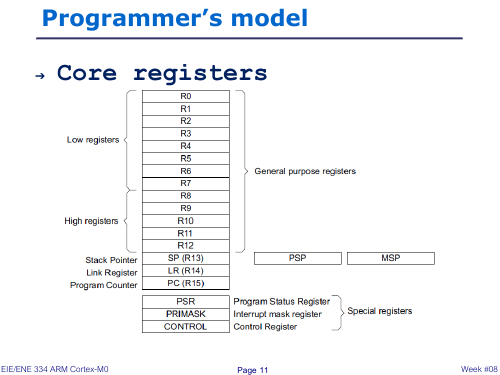 Programmer's model
➔ Core registers
R0
R1
R2
R3
Low registers
R4
R5
R6
General purpose registers
R7
R8
R9
High registers
R10
R11
R12
Stack Pointer SP (R13) PSP MSP
Link Register LR (R14)
Program Counter PC (R15)
PSR Program Status Register
PRIMASK Interrupt mask register Special registers
CONTROL Control Register
EIE/ENE 334 ARM Cortex-M0 Page 11 Week #08